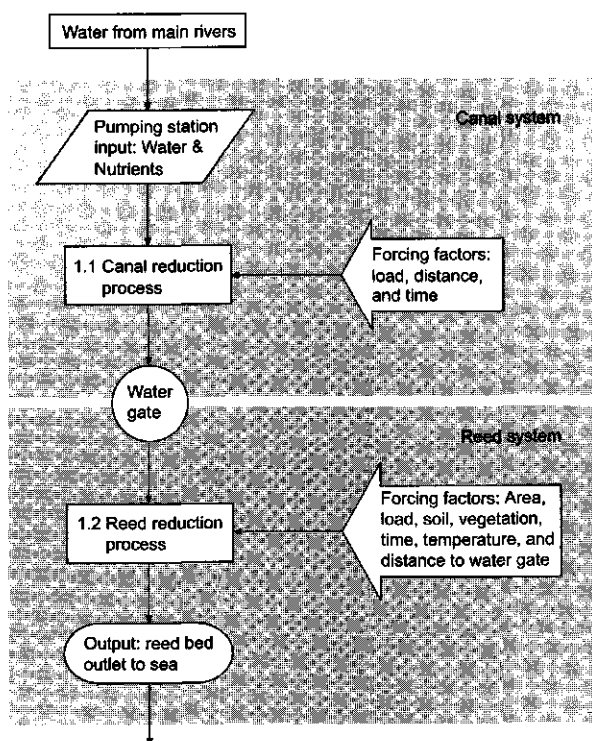 Water from main rivers
Canal system
Pumping station
input: Water &
Nutrients
1.1 Canal reduction
process
Forcing factors:
load, distance,
and time
Water
gate
Reed system
1.2 Reed reduction
process
Forcing factors: Area,
load, soil, vegetation,
time, temperature, and
distance to water gate
Output: reed bed
outlet to sea